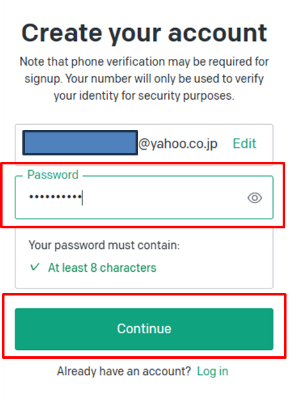 Create your account
Note that phone verification may be required for
signup. Your number will only be used to verify
your identity for security purposes.
@yahoo.co.jp Edit
Password
••••••••••
Your password must contain:
✓ At least 8 characters
Continue
Already have an account? Log in